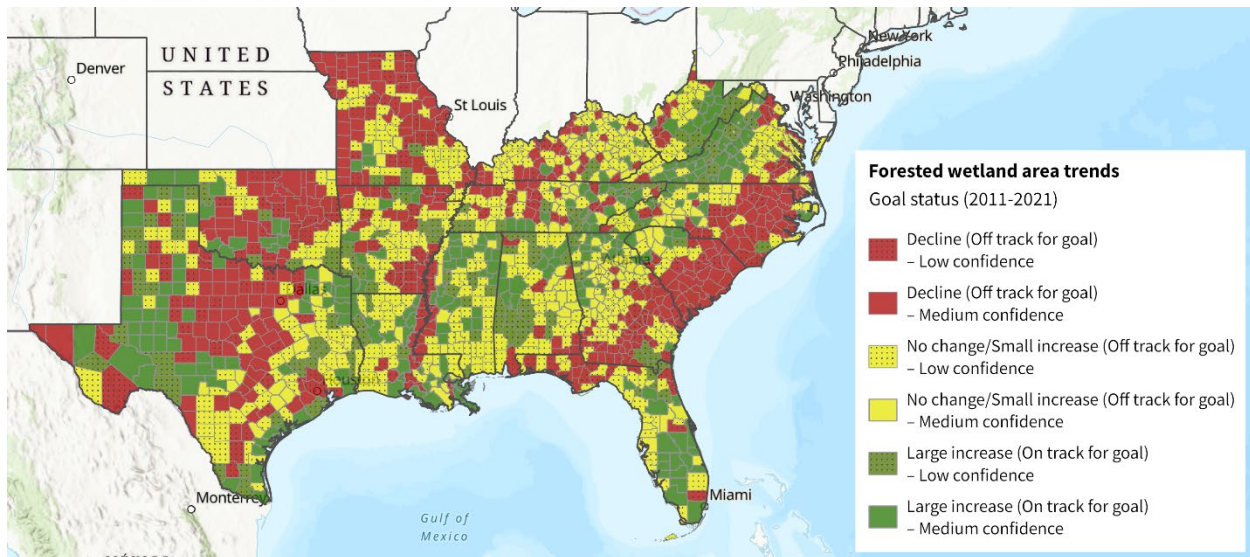 UNITED
STATES
Denver
St Louis
New York
Philadelphia
Washington
Atlanta
Dallas
Houston
Monterrey
Miami
Gulf of
Mexico
Forested wetland area trends
Goal status (2011-2021)
Decline (Off track for goal)
– Low confidence
Decline (Off track for goal)
– Medium confidence
No change/Small increase (Off track for goal)
– Low confidence
No change/Small increase (Off track for goal)
– Medium confidence
Large increase (On track for goal)
– Low confidence
Large increase (On track for goal)
– Medium confidence